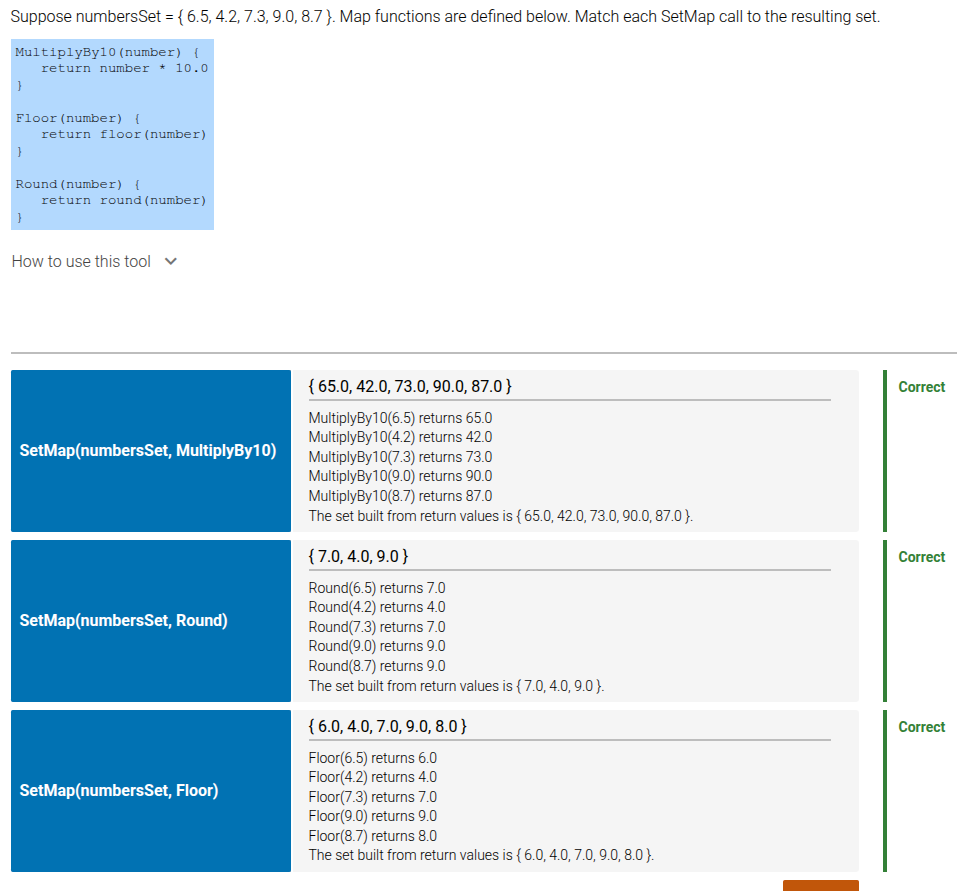 Suppose numbersSet = { 6.5, 4.2, 7.3, 9.0, 8.7 }. Map functions are defined below. Match each SetMap call to the resulting set.
MultiplyBy10(number) {
   return number * 10.0
}
Floor(number) {
   return floor(number)
}
Round(number) {
   return round(number)
}
How to use this tool
SetMap(numbersSet, MultiplyBy10)
{ 65.0, 42.0, 73.0, 90.0, 87.0 }
MultiplyBy10(6.5) returns 65.0
MultiplyBy10(4.2) returns 42.0
MultiplyBy10(7.3) returns 73.0
MultiplyBy10(9.0) returns 90.0
MultiplyBy10(8.7) returns 87.0
The set built from return values is { 65.0, 42.0, 73.0, 90.0, 87.0 }.
Correct
SetMap(numbersSet, Round)
{ 7.0, 4.0, 9.0 }
Round(6.5) returns 7.0
Round(4.2) returns 4.0
Round(7.3) returns 7.0
Round(9.0) returns 9.0
Round(8.7) returns 9.0
The set built from return values is { 7.0, 4.0, 9.0 }.
Correct
SetMap(numbersSet, Floor)
{ 6.0, 4.0, 7.0, 9.0, 8.0 }
Floor(6.5) returns 6.0
Floor(4.2) returns 4.0
Floor(7.3) returns 7.0
Floor(9.0) returns 9.0
Floor(8.7) returns 8.0
The set built from return values is { 6.0, 4.0, 7.0, 9.0, 8.0 }.
Correct